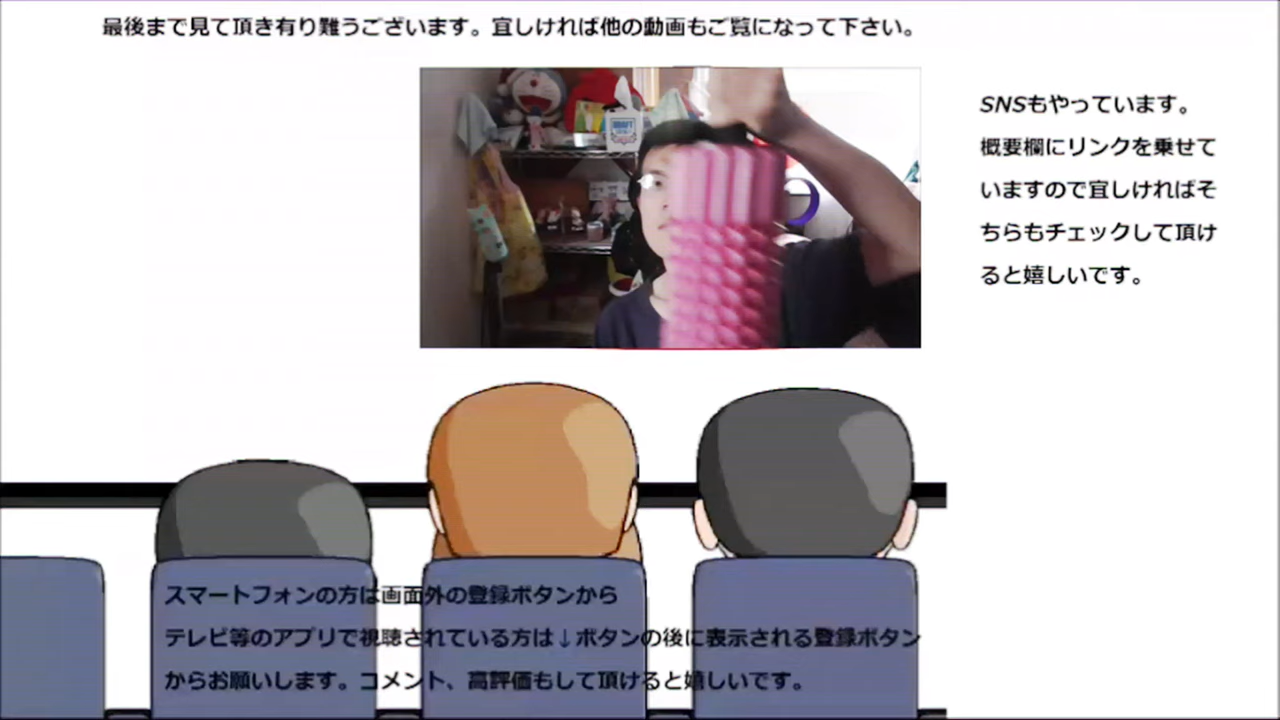 最後まで見て頂き有り難うございます。宜しければ他の動画もご覧になって下さい。
SNSもやっています。
概要欄にリンクを乗せて
いますので宜しければそ
ちらもチェックして頂け
ると嬉しいです。
スマートフォンの方は画面外の登録ボタンから
テレビ等のアプリで視聴されている方は↓ボタンの後に表示される登録ボタン
からお願いします。コメント、高評価もして頂けると嬉しいです。